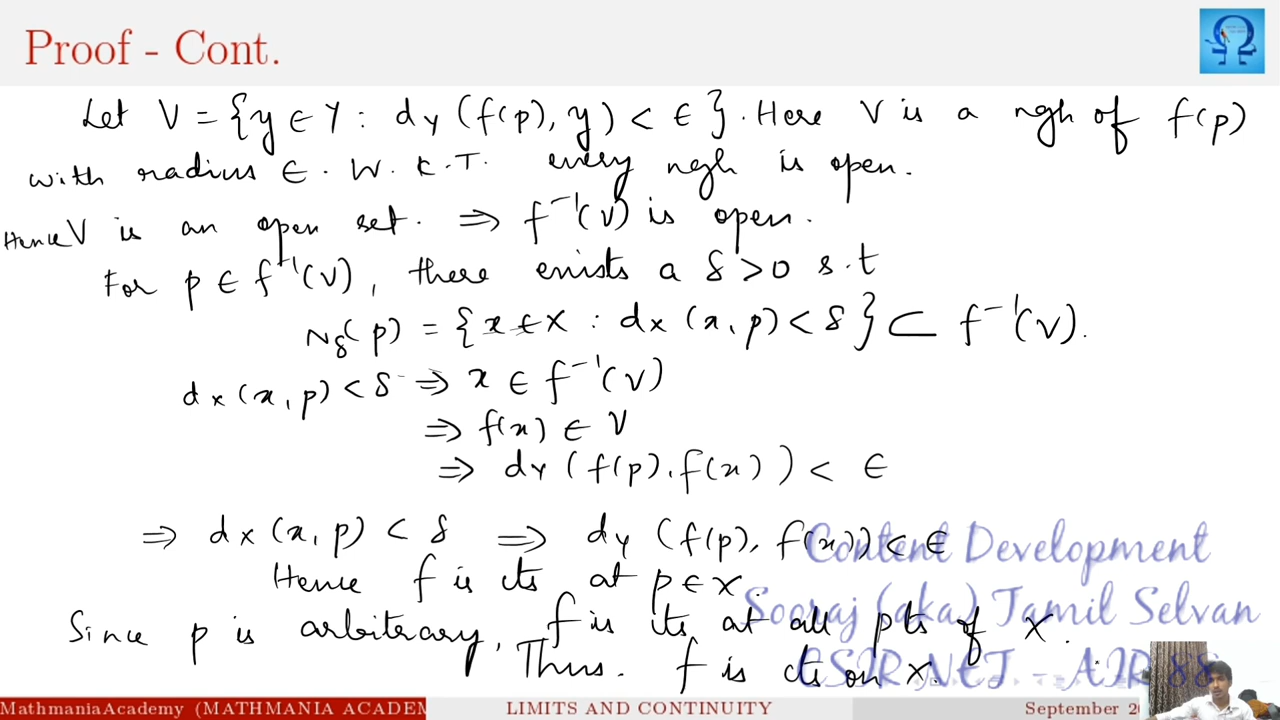 Proof - Cont.
Let V = {y ∈ Y : dY (f(p), y) < ϵ}. Here V is a ngh of f(p)
with radius ϵ. W.K.T. every ngh is open.
Hence V is an open set. ⇒ f⁻¹(V) is open.
For p ∈ f⁻¹(V), there exists a δ > 0 s.t
Nδ(p) = {x ∈ X : dx (x, p) < δ} ⊂ f⁻¹(V).
dx (x, p) < δ ⇒ x ∈ f⁻¹(V)
⇒ f(x) ∈ V
⇒ dY (f(p), f(x)) < ϵ
⇒ dx (x, p) < δ ⇒ dY (f(p), f(x)) < ϵ
Content Development
Hence f is cts at p ∈ X.
Sooraj (aka) Tamil Selvan
Since p is arbitrary, f is cts at all pts of X.
Thus. f is cts on X.
CSIR NET - AIR 88
MathmaniaAcademy (MATHMANIA ACADEM
LIMITS AND CONTINUITY
September 2